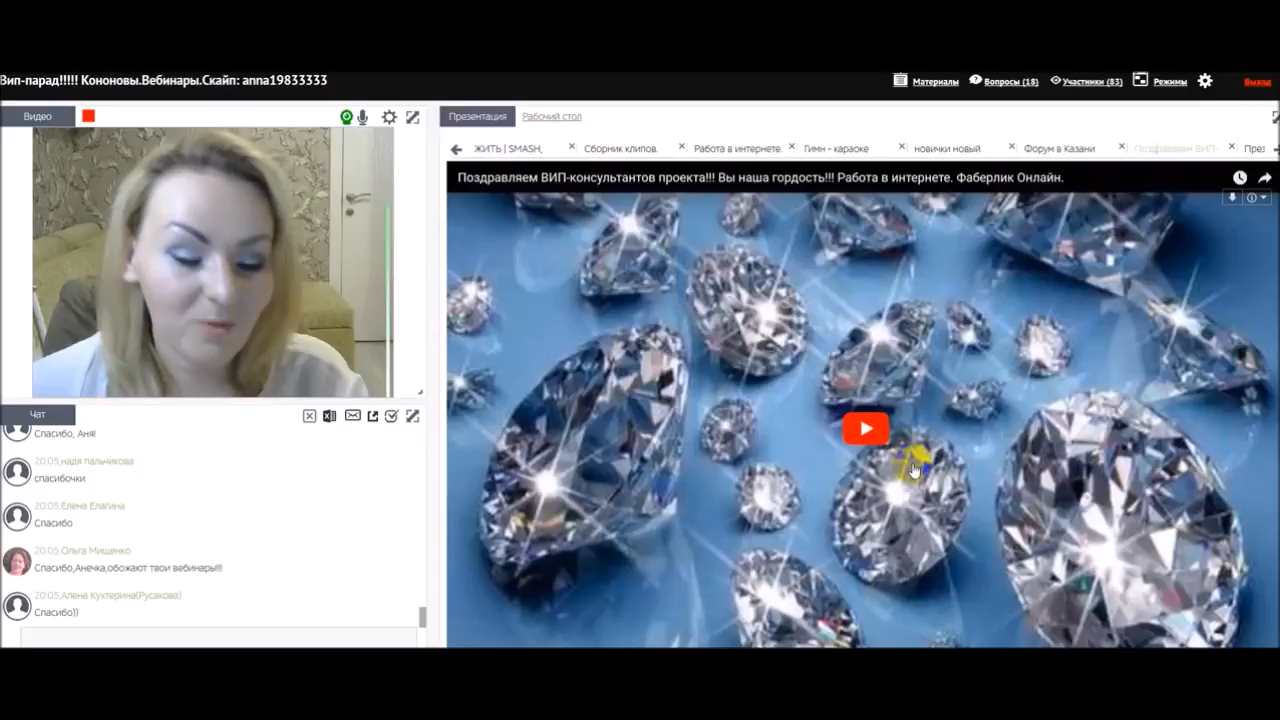 Вип-парад!!!!! Кононовы.Вебинары.Скайп: anna19833333
Материалы
Вопросы (18)
Участники (83)
Режимы
Выход
Видео
Презентация
Рабочий стол
ЖИТЬ | SMASH,
Сборник клипов.
Работа в интернете.
Гимн - караоке
новички новый
Форум в Казани
Поздравляем ВИП-
През
Поздравляем ВИП-консультантов проекта!!! Вы наша гордость!!! Работа в интернете. Фаберлик Онлайн.
Чат
Спасибо, Аня!
20:05,надя пальчикова
спасибочки
20:05,Елена Елагина
Спасибо
20:05,Ольга Мищенко
Спасибо,Анечка,обожают твои вебинары!!!
20:05,Алена Кухтерина(Русакова)
Спасибо))